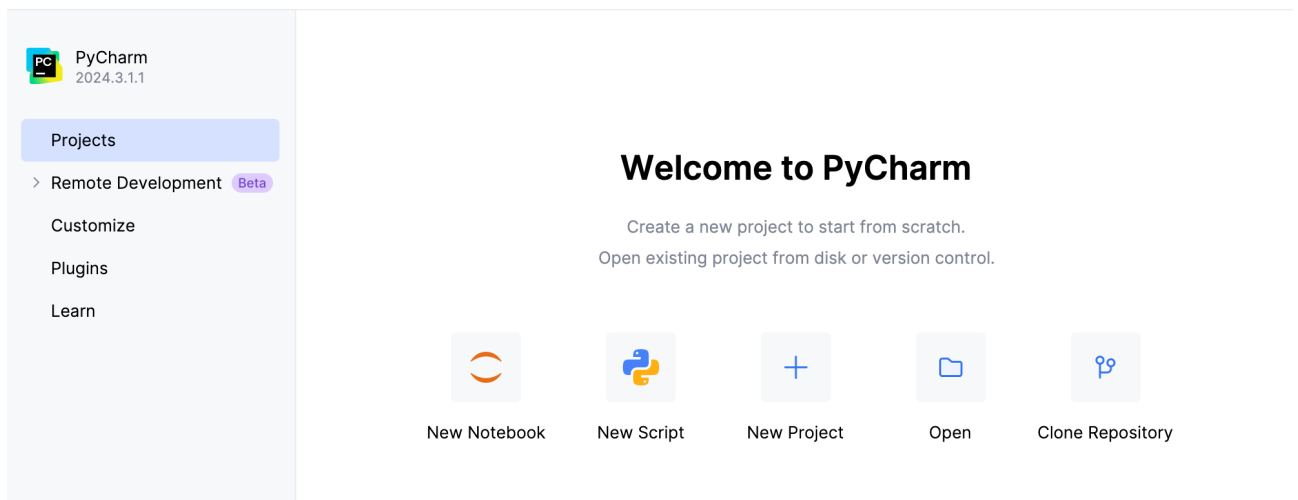 PC
PyCharm
2024.3.1.1
Projects
Remote Development Beta
Customize
Plugins
Learn
Welcome to PyCharm
Create a new project to start from scratch.
Open existing project from disk or version control.
New Notebook
New Script
New Project
Open
Clone Repository